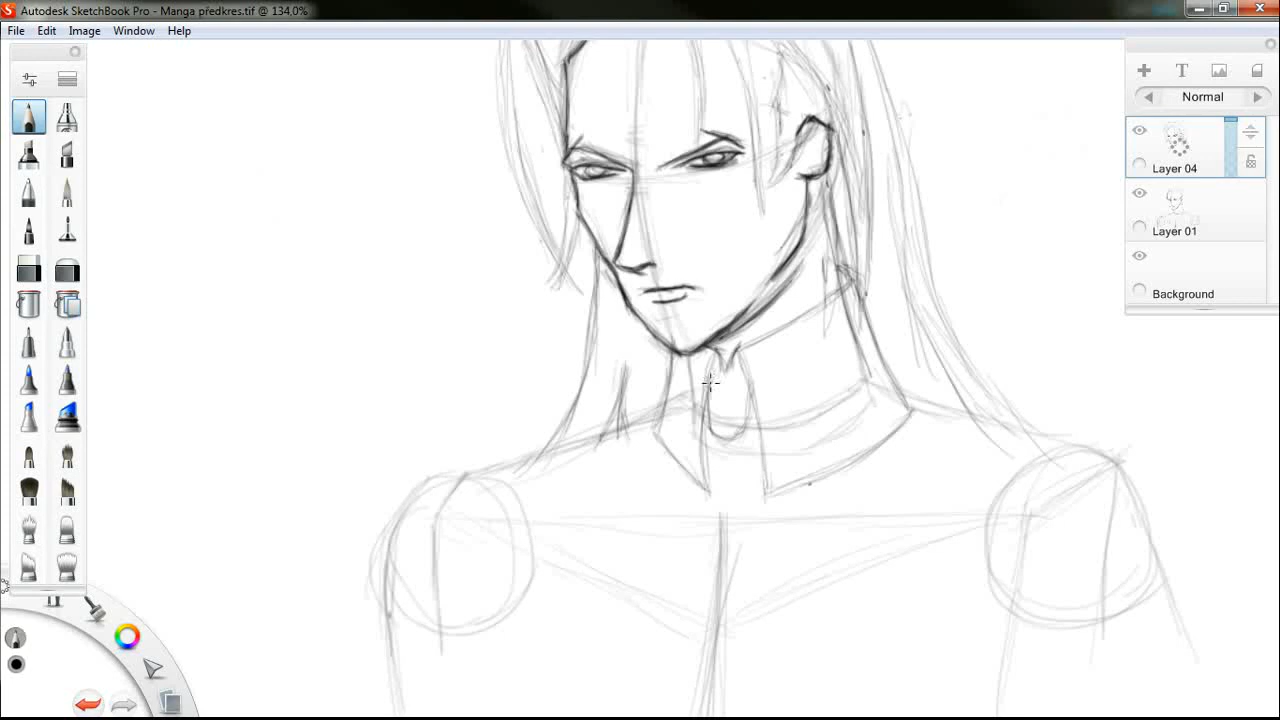 Autodesk SketchBook Pro - Manga předkres.tif @ 134,0%
File Edit Image Window Help
Normal
Layer 04
Layer 01
Background